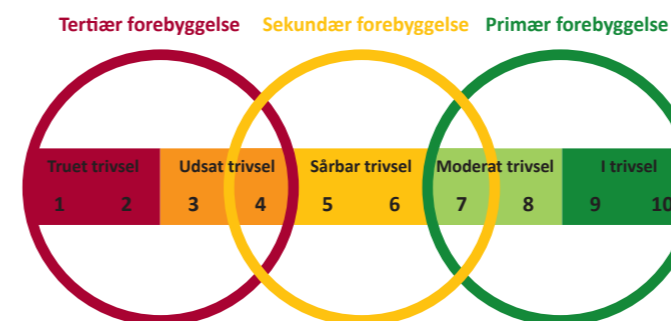 Tertiær forebyggelse Sekundær forebyggelse Primær forebyggelse
Truet trivsel Udsat trivsel Sårbar trivsel Moderat trivsel I trivsel
1 2 3 4 5 6 7 8 9 10